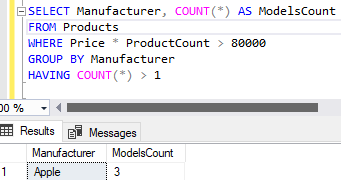 SELECT Manufacturer, COUNT(*) AS ModelsCount
FROM Products
WHERE Price * ProductCount > 80000
GROUP BY Manufacturer
HAVING COUNT(*) > 1
00 %
Results Messages
Manufacturer ModelsCount
1 Apple 3